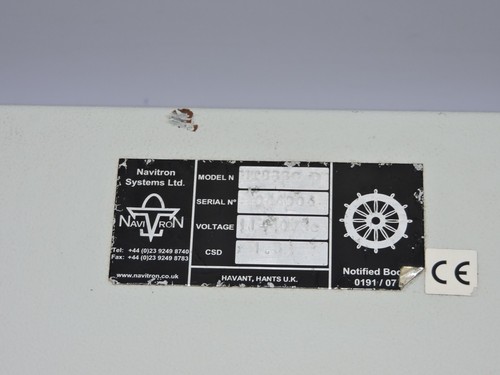 Navitron
Systems Ltd.
NAVITRON
Tel: +44 (0)23 9249 8740
Fax: +44 (0)23 9249 8783
www.navitron.co.uk
MODEL N
SERIAL Nº
VOLTAGE
CSD
HAVANT, HANTS U.K.
Notified
0191 / 07
CE